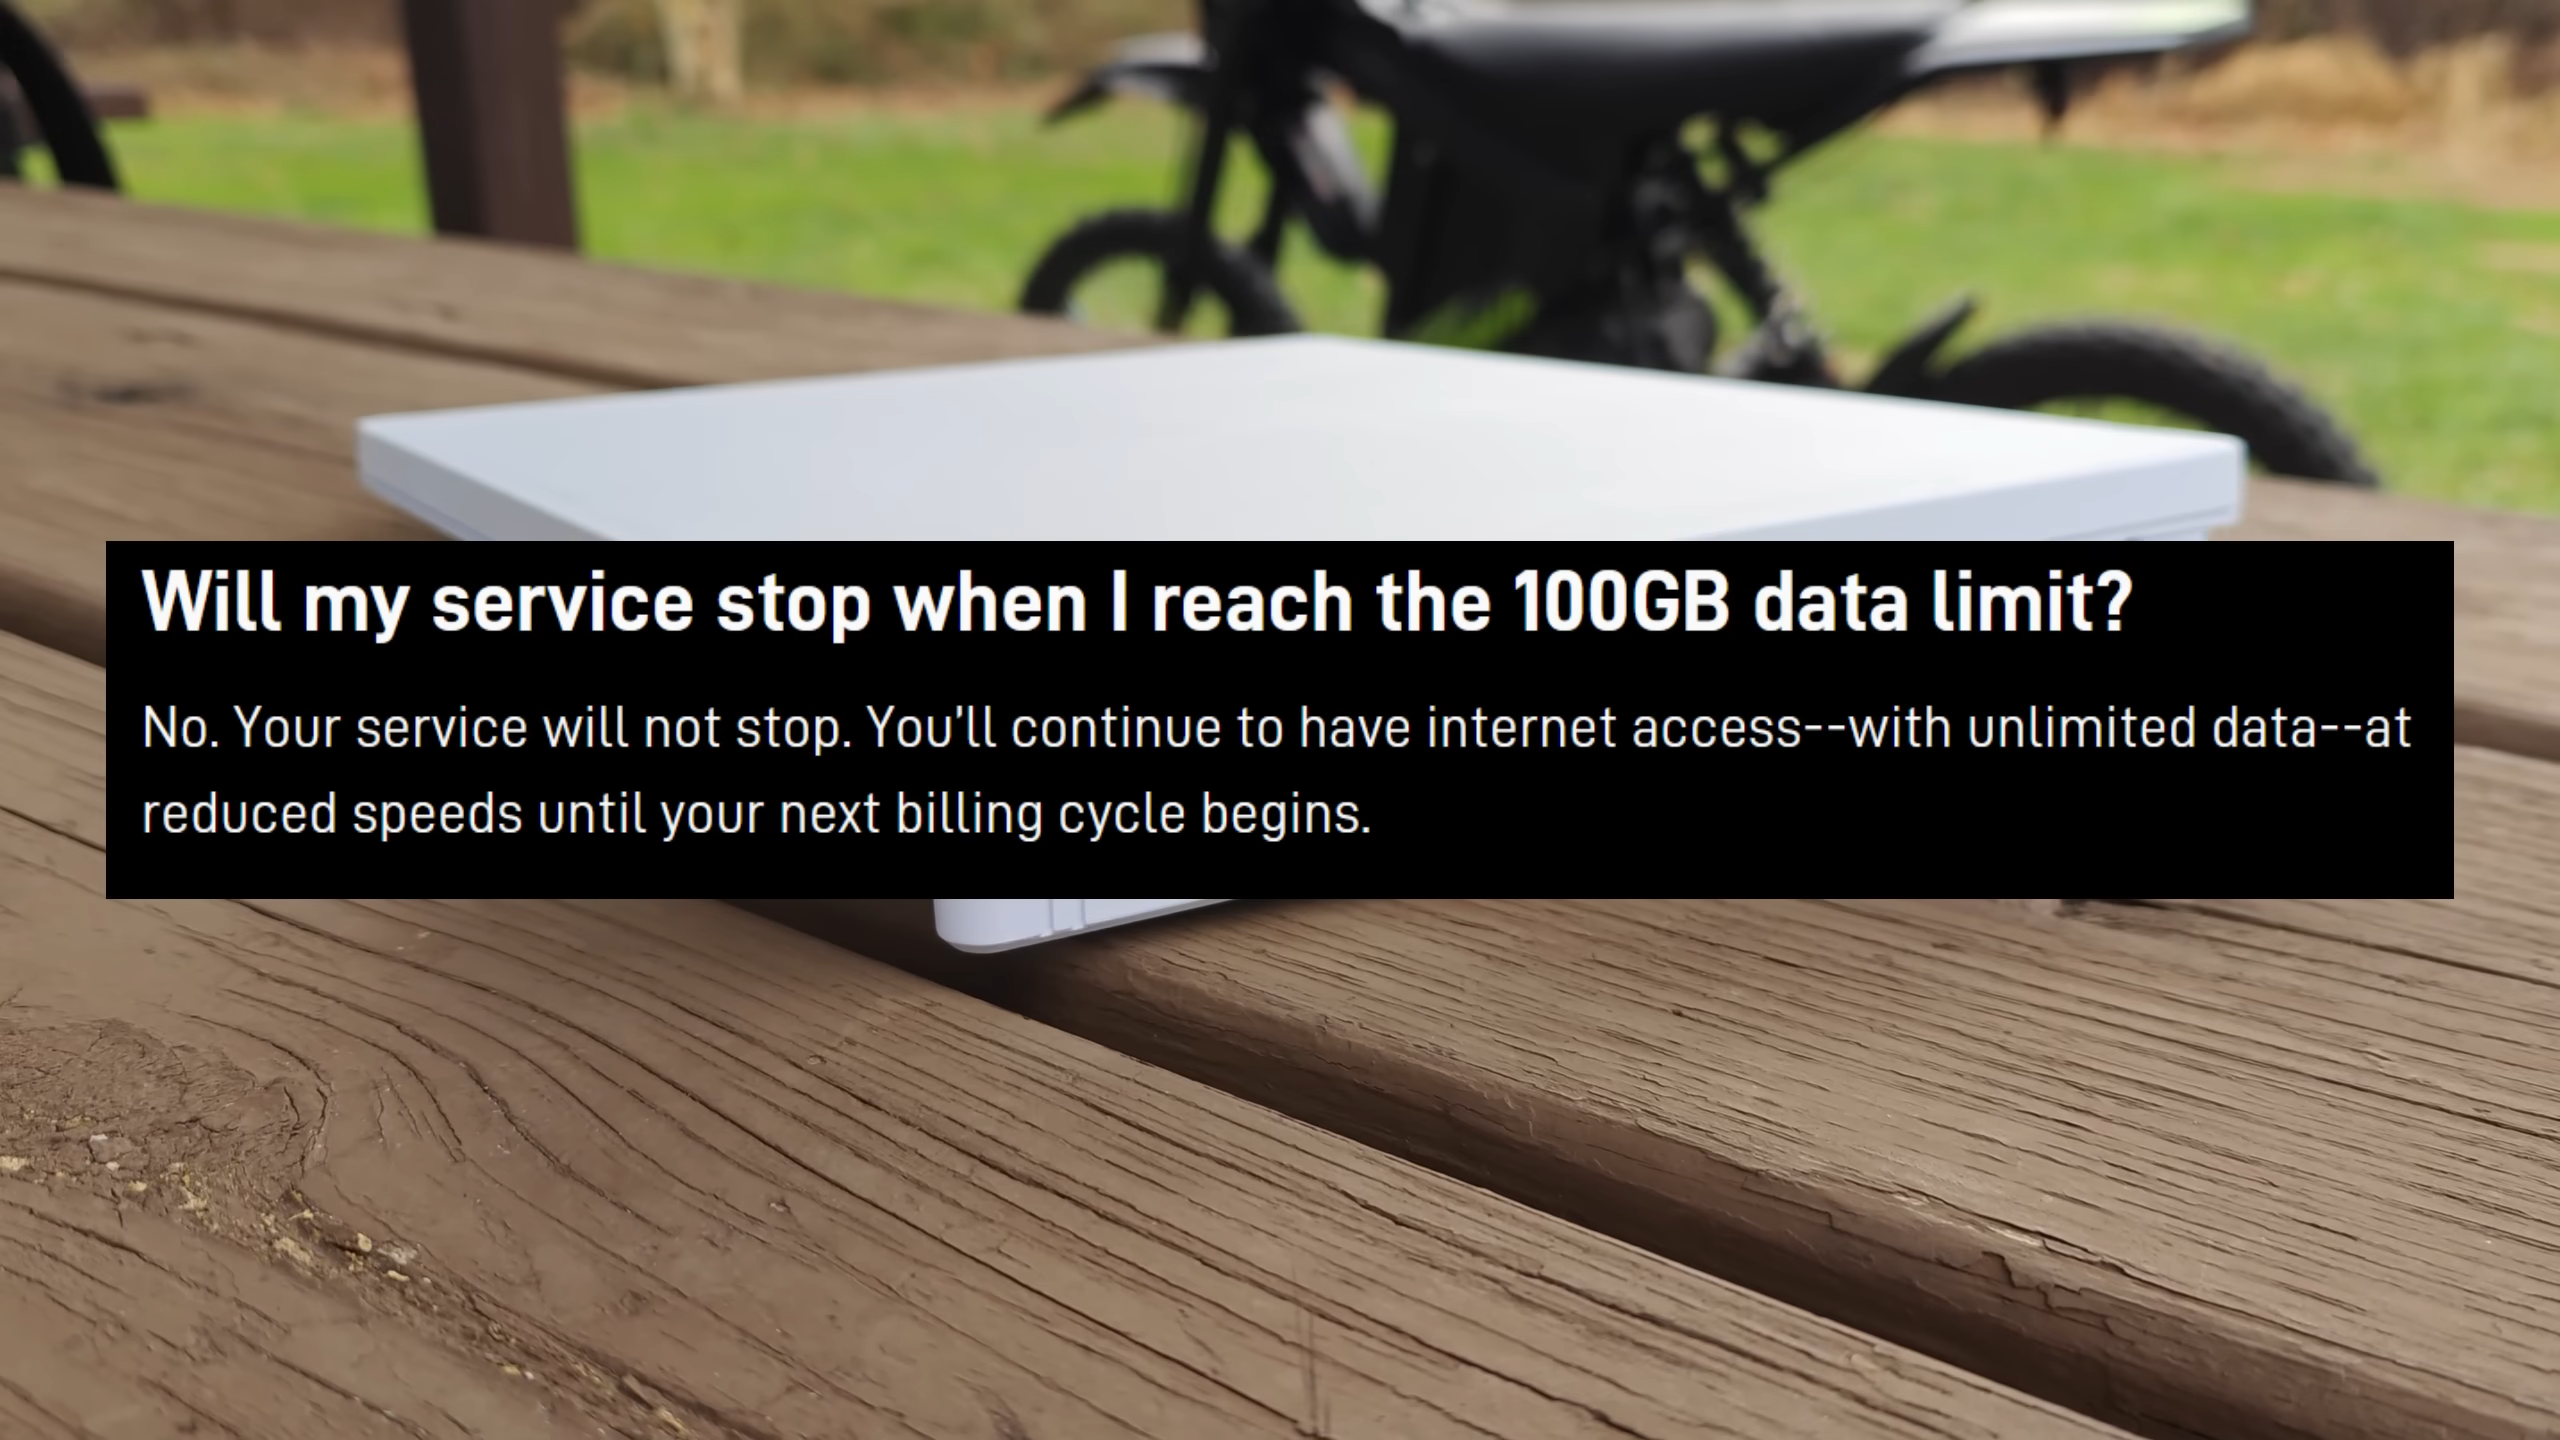 Will my service stop when I reach the 100GB data limit?
No. Your service will not stop. You'll continue to have internet access--with unlimited data--at
reduced speeds until your next billing cycle begins.